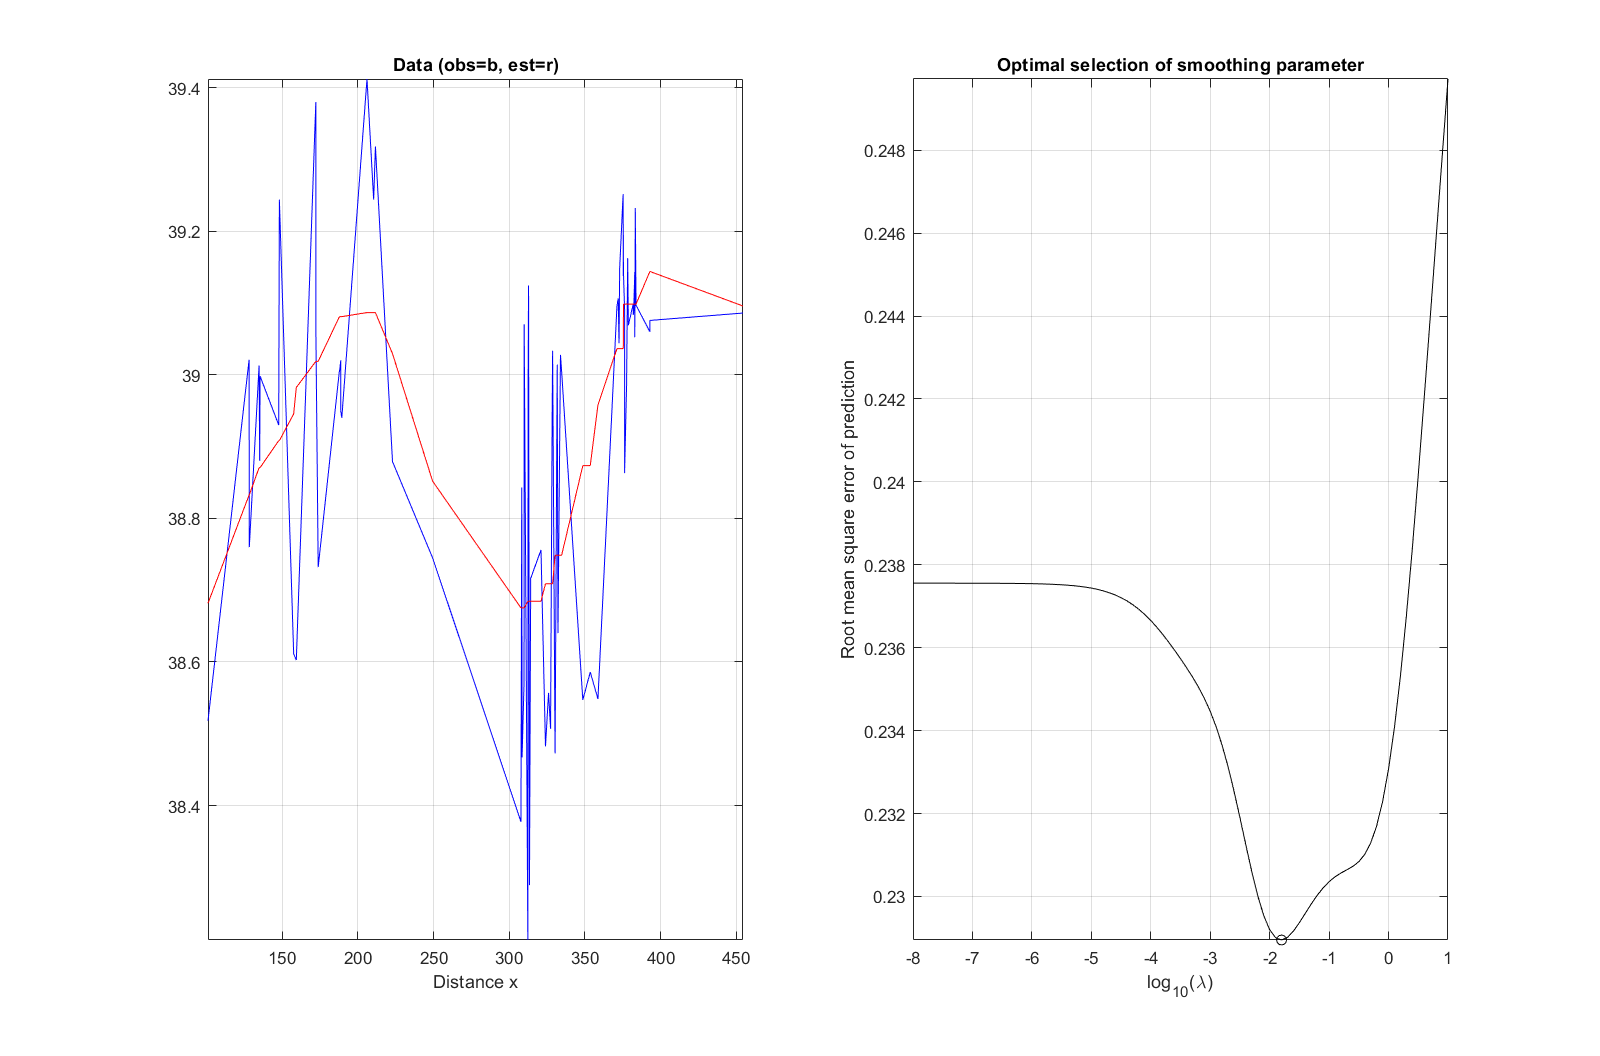 Data (obs=b, est=r)
39.4
39.2
39
38.8
38.6
38.4
150 200 250 300 350 400 450
Distance x
Optimal selection of smoothing parameter
Root mean square error of prediction
0.248
0.246
0.244
0.242
0.24
0.238
0.236
0.234
0.232
0.23
-8 -7 -6 -5 -4 -3 -2 -1 0 1
log10(λ)